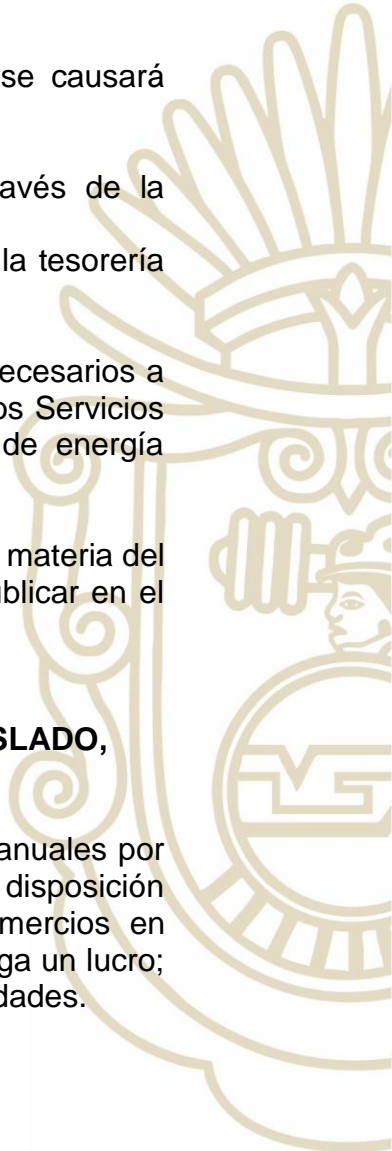 se causará
avés de la
la tesorería
ecesarios a
os Servicios
de energía
materia del
ublicar en el
SLADO,
anuales por
disposición
mercios en
ga un lucro;
dades.